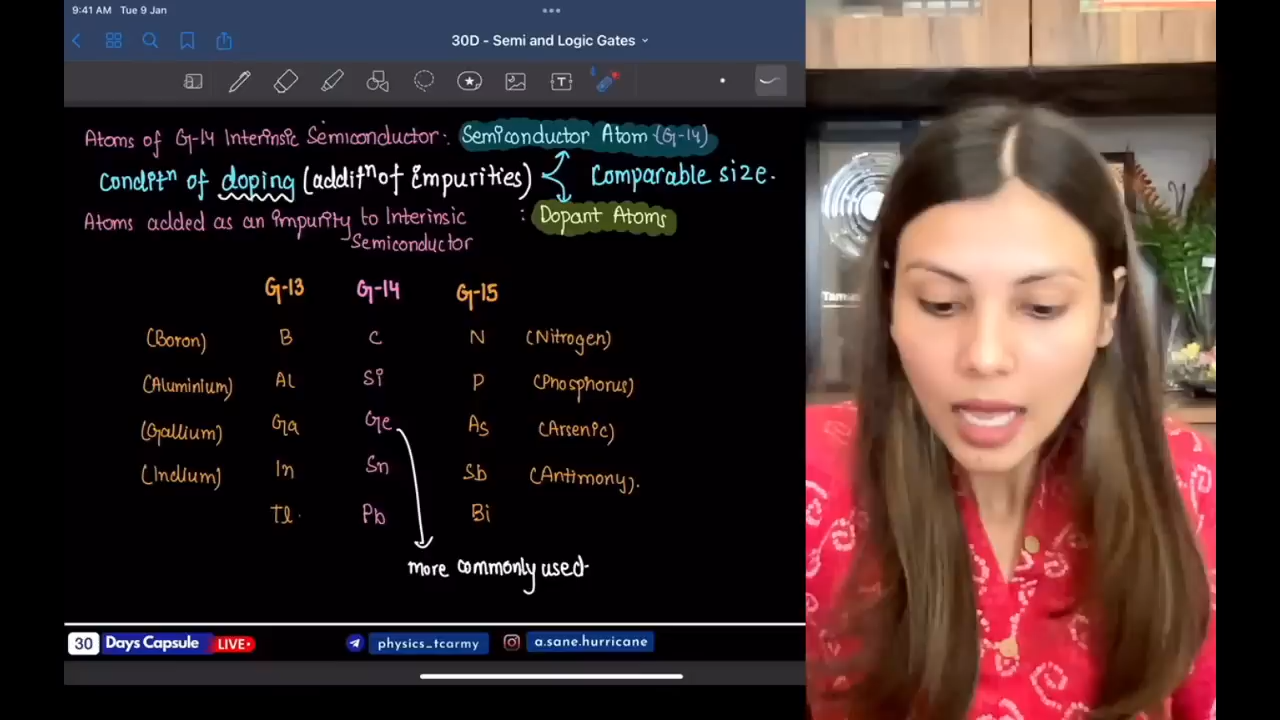 9:41 AM Tue 9 Jan
30D - Semi and Logic Gates
Atoms of G-14 Interinsic Semiconductor : Semiconductor Atom (G-14)
Conditⁿ of doping (additⁿ of impurities) Comparable size.
Atoms added as an impurity to Interinsic : Dopant Atoms
Semiconductor
G-13 G-14 G-15
(Boron) B C N (Nitrogen)
(Aluminium) Al Si P (Phosphorus)
(Gallium) Ga Ge As (Arsenic)
(Indium) In Sn Sb (Antimony).
Tl. Pb Bi
more commonly used
30 Days Capsule LIVE
physics_tcarmy
a.sane.hurricane